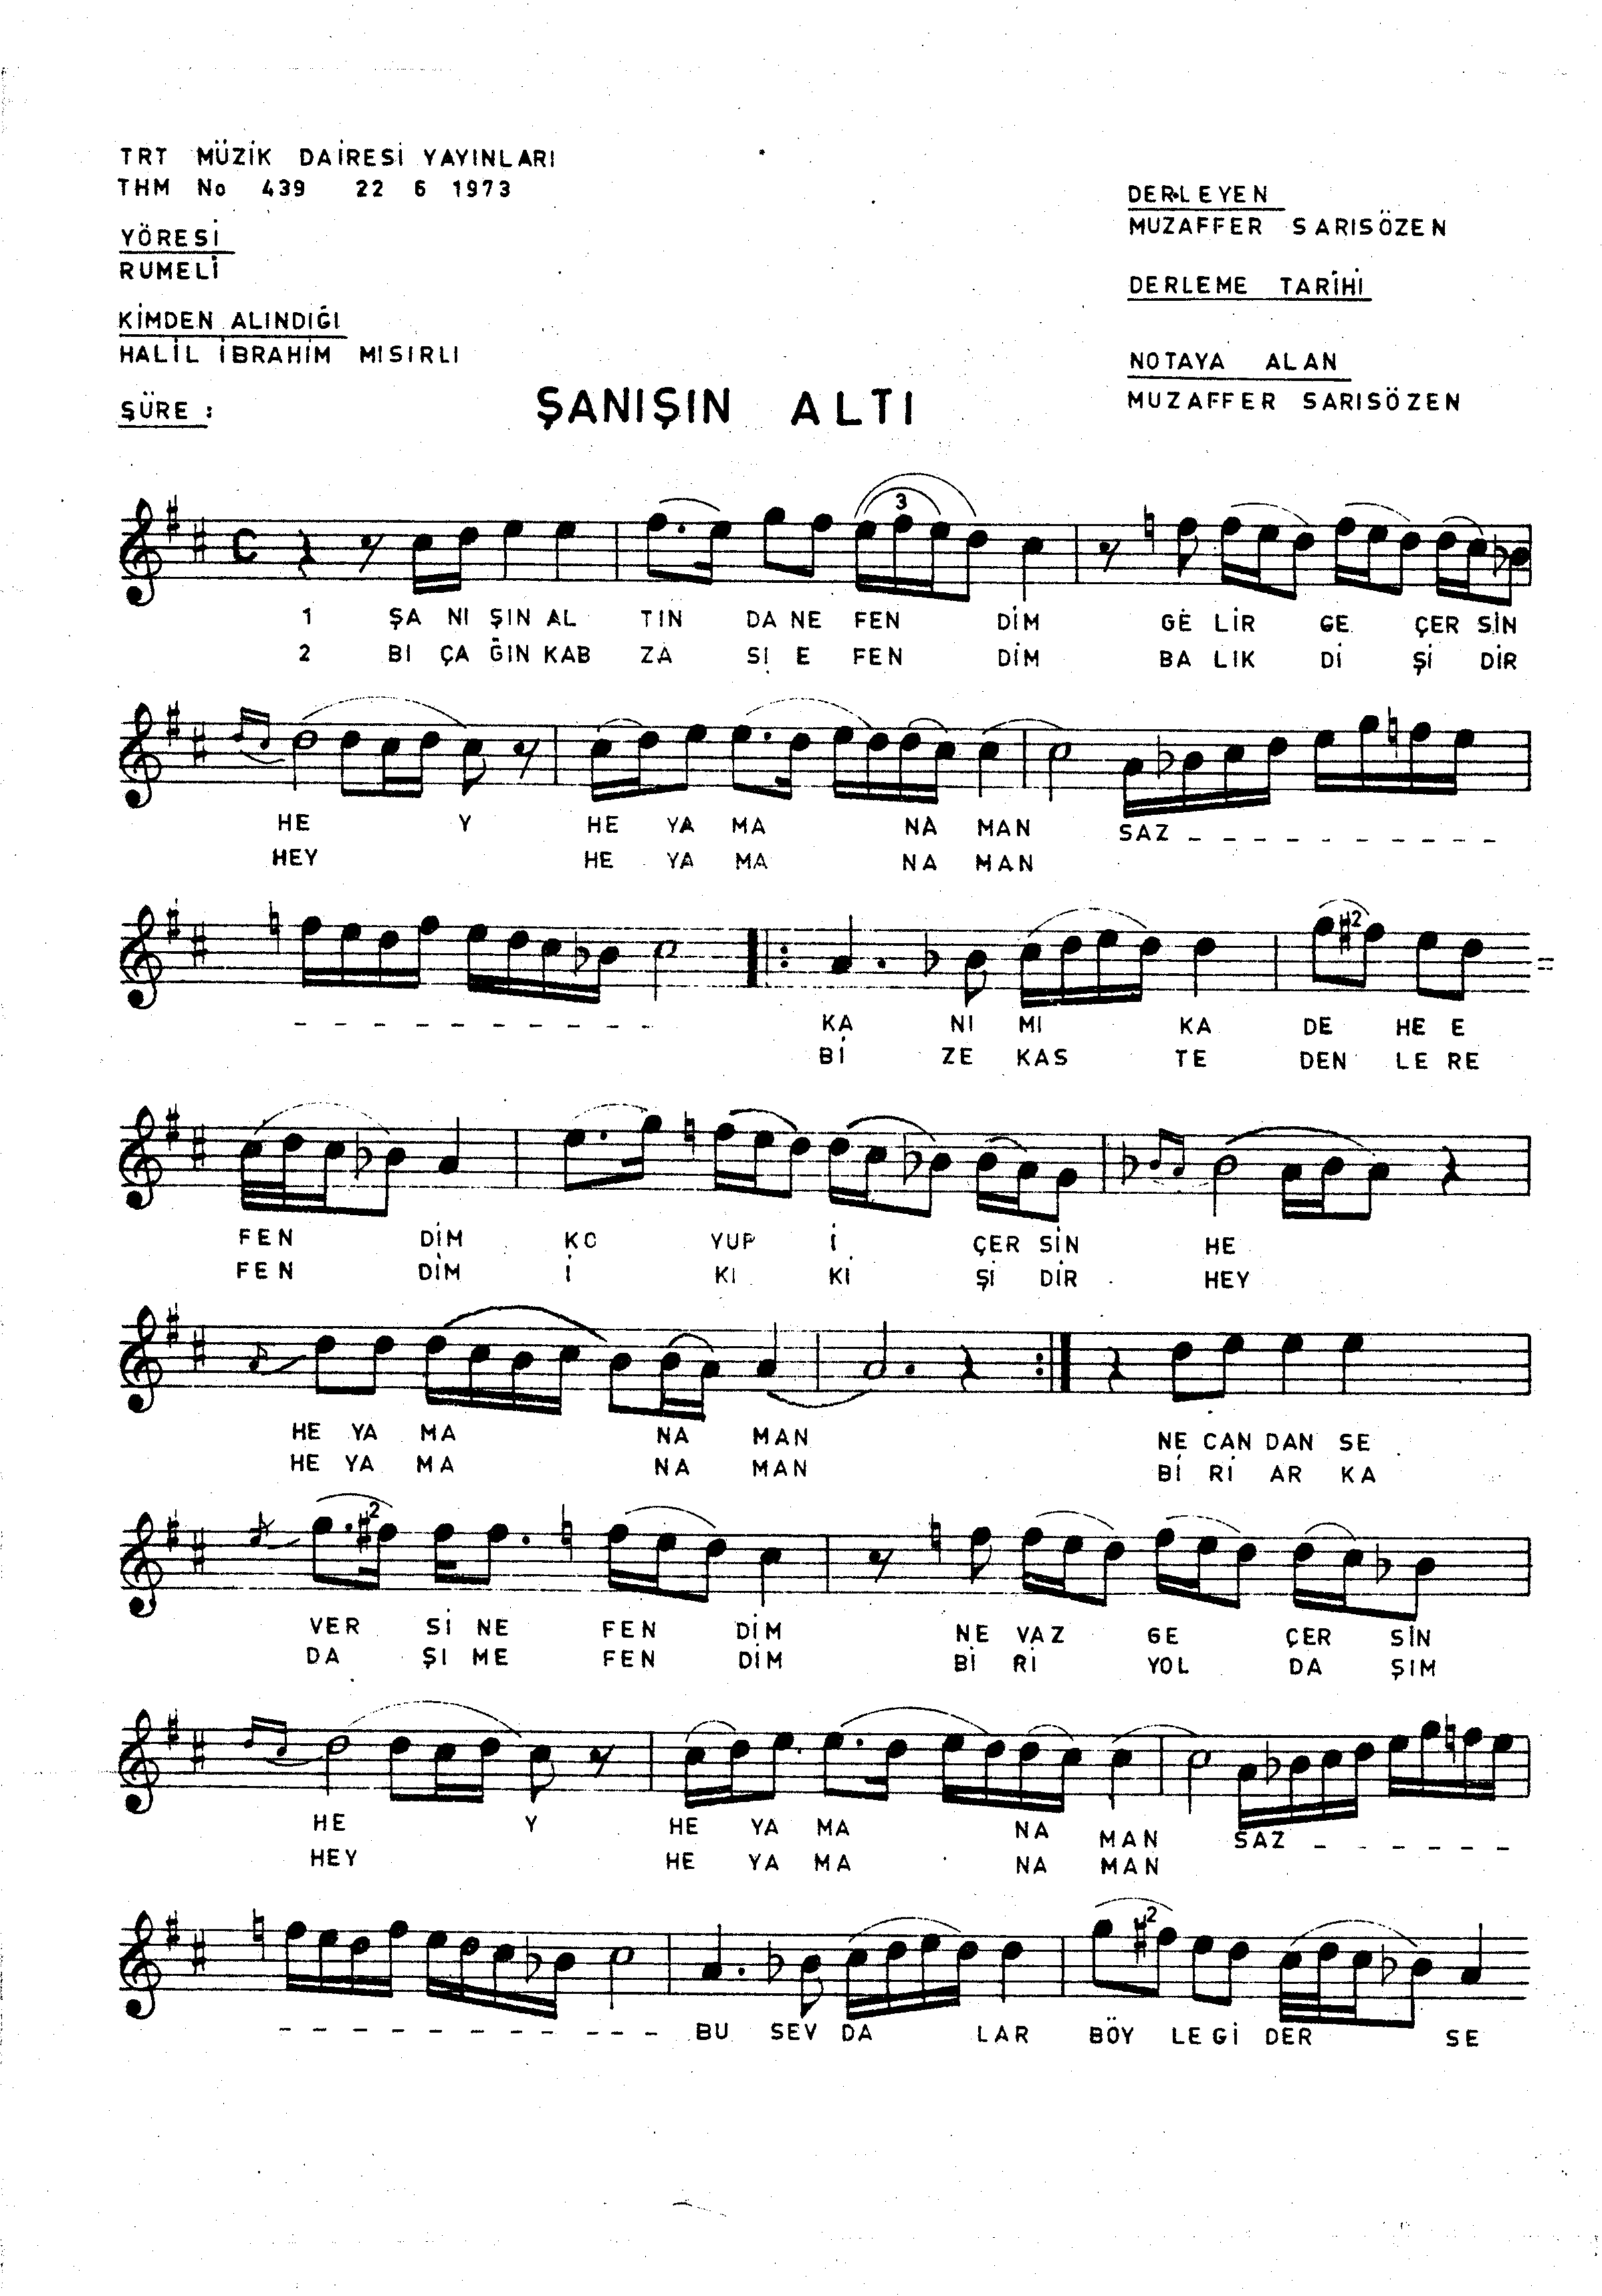 TRT MÜZİK DAİRESİ YAYINLARI
THM No 439 22 6 1973
YÖRESİ
RUMELİ
KİMDEN ALINDIĞI
HALİL İBRAHİM MISIRLI
SÜRE :
DERLEYEN
MUZAFFER SARISÖZEN
DERLEME TARİHİ
NOTAYA ALAN
MUZAFFER SARISÖZEN
ŞANIŞIN ALTI
3
1 ŞA NI ŞIN AL TIN DA NE FEN DİM GE LİR GE ÇER SİN
2 BI ÇA ĞIN KAB ZA SI E FEN DİM BA LIK Dİ Şİ DİR
HE Y HE YA MA NA MAN SAZ _ _ _ _ _ _ _ _ _ _
HEY HE YA MA NA MAN
2
_ _ _ _ _ _ _ _ _ _ KA NI MI KA DE HE E
Bİ ZE KAS TE DEN LE RE
FEN DİM KO YUP İ ÇER SİN HE
FEN DİM İ KI Kİ Şİ DİR HEY
HE YA MA NA MAN NE CAN DAN SE
HE YA MA NA MAN Bİ Rİ AR KA
2
VER Sİ NE FEN DİM NE VAZ GE ÇER SİN
DA ŞI ME FEN DİM Bİ Rİ YOL DA ŞIM
HE Y HE YA MA NA MAN SAZ _ _ _ _ _ _
HEY HE YA MA NA MAN
2
_ _ _ _ _ _ _ _ _ _ _ _ BU SEV DA LAR BÖY LE Gİ DER SE